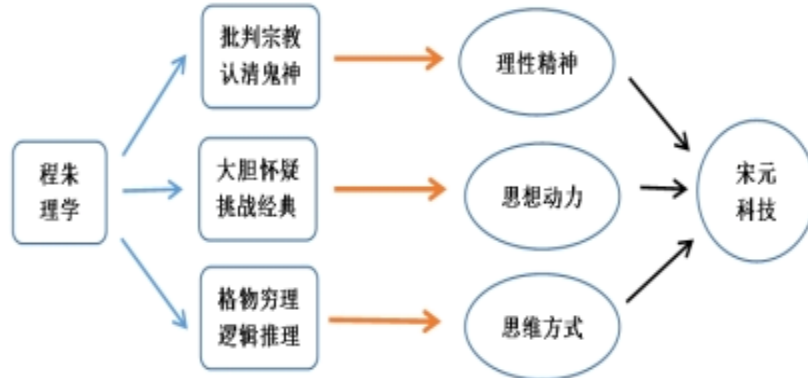 程朱
理学
批判宗教
认清鬼神
大胆怀疑
挑战经典
格物穷理
逻辑推理
理性精神
思想动力
思维方式
宋元
科技